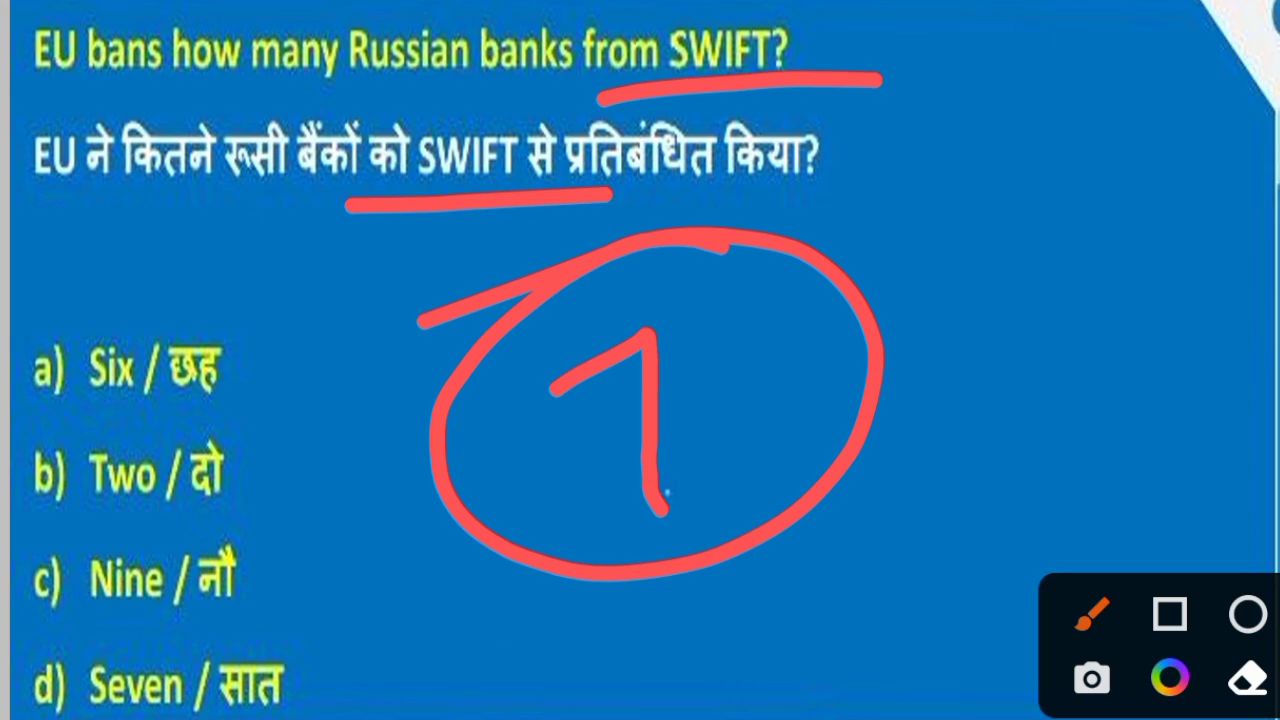 EU bans how many Russian banks from SWIFT?
EU ने कितने रूसी बैंकों को SWIFT से प्रतिबंधित किया?
7
a) Six / छह
b) Two / दो
c) Nine / नौ
d) Seven / सात